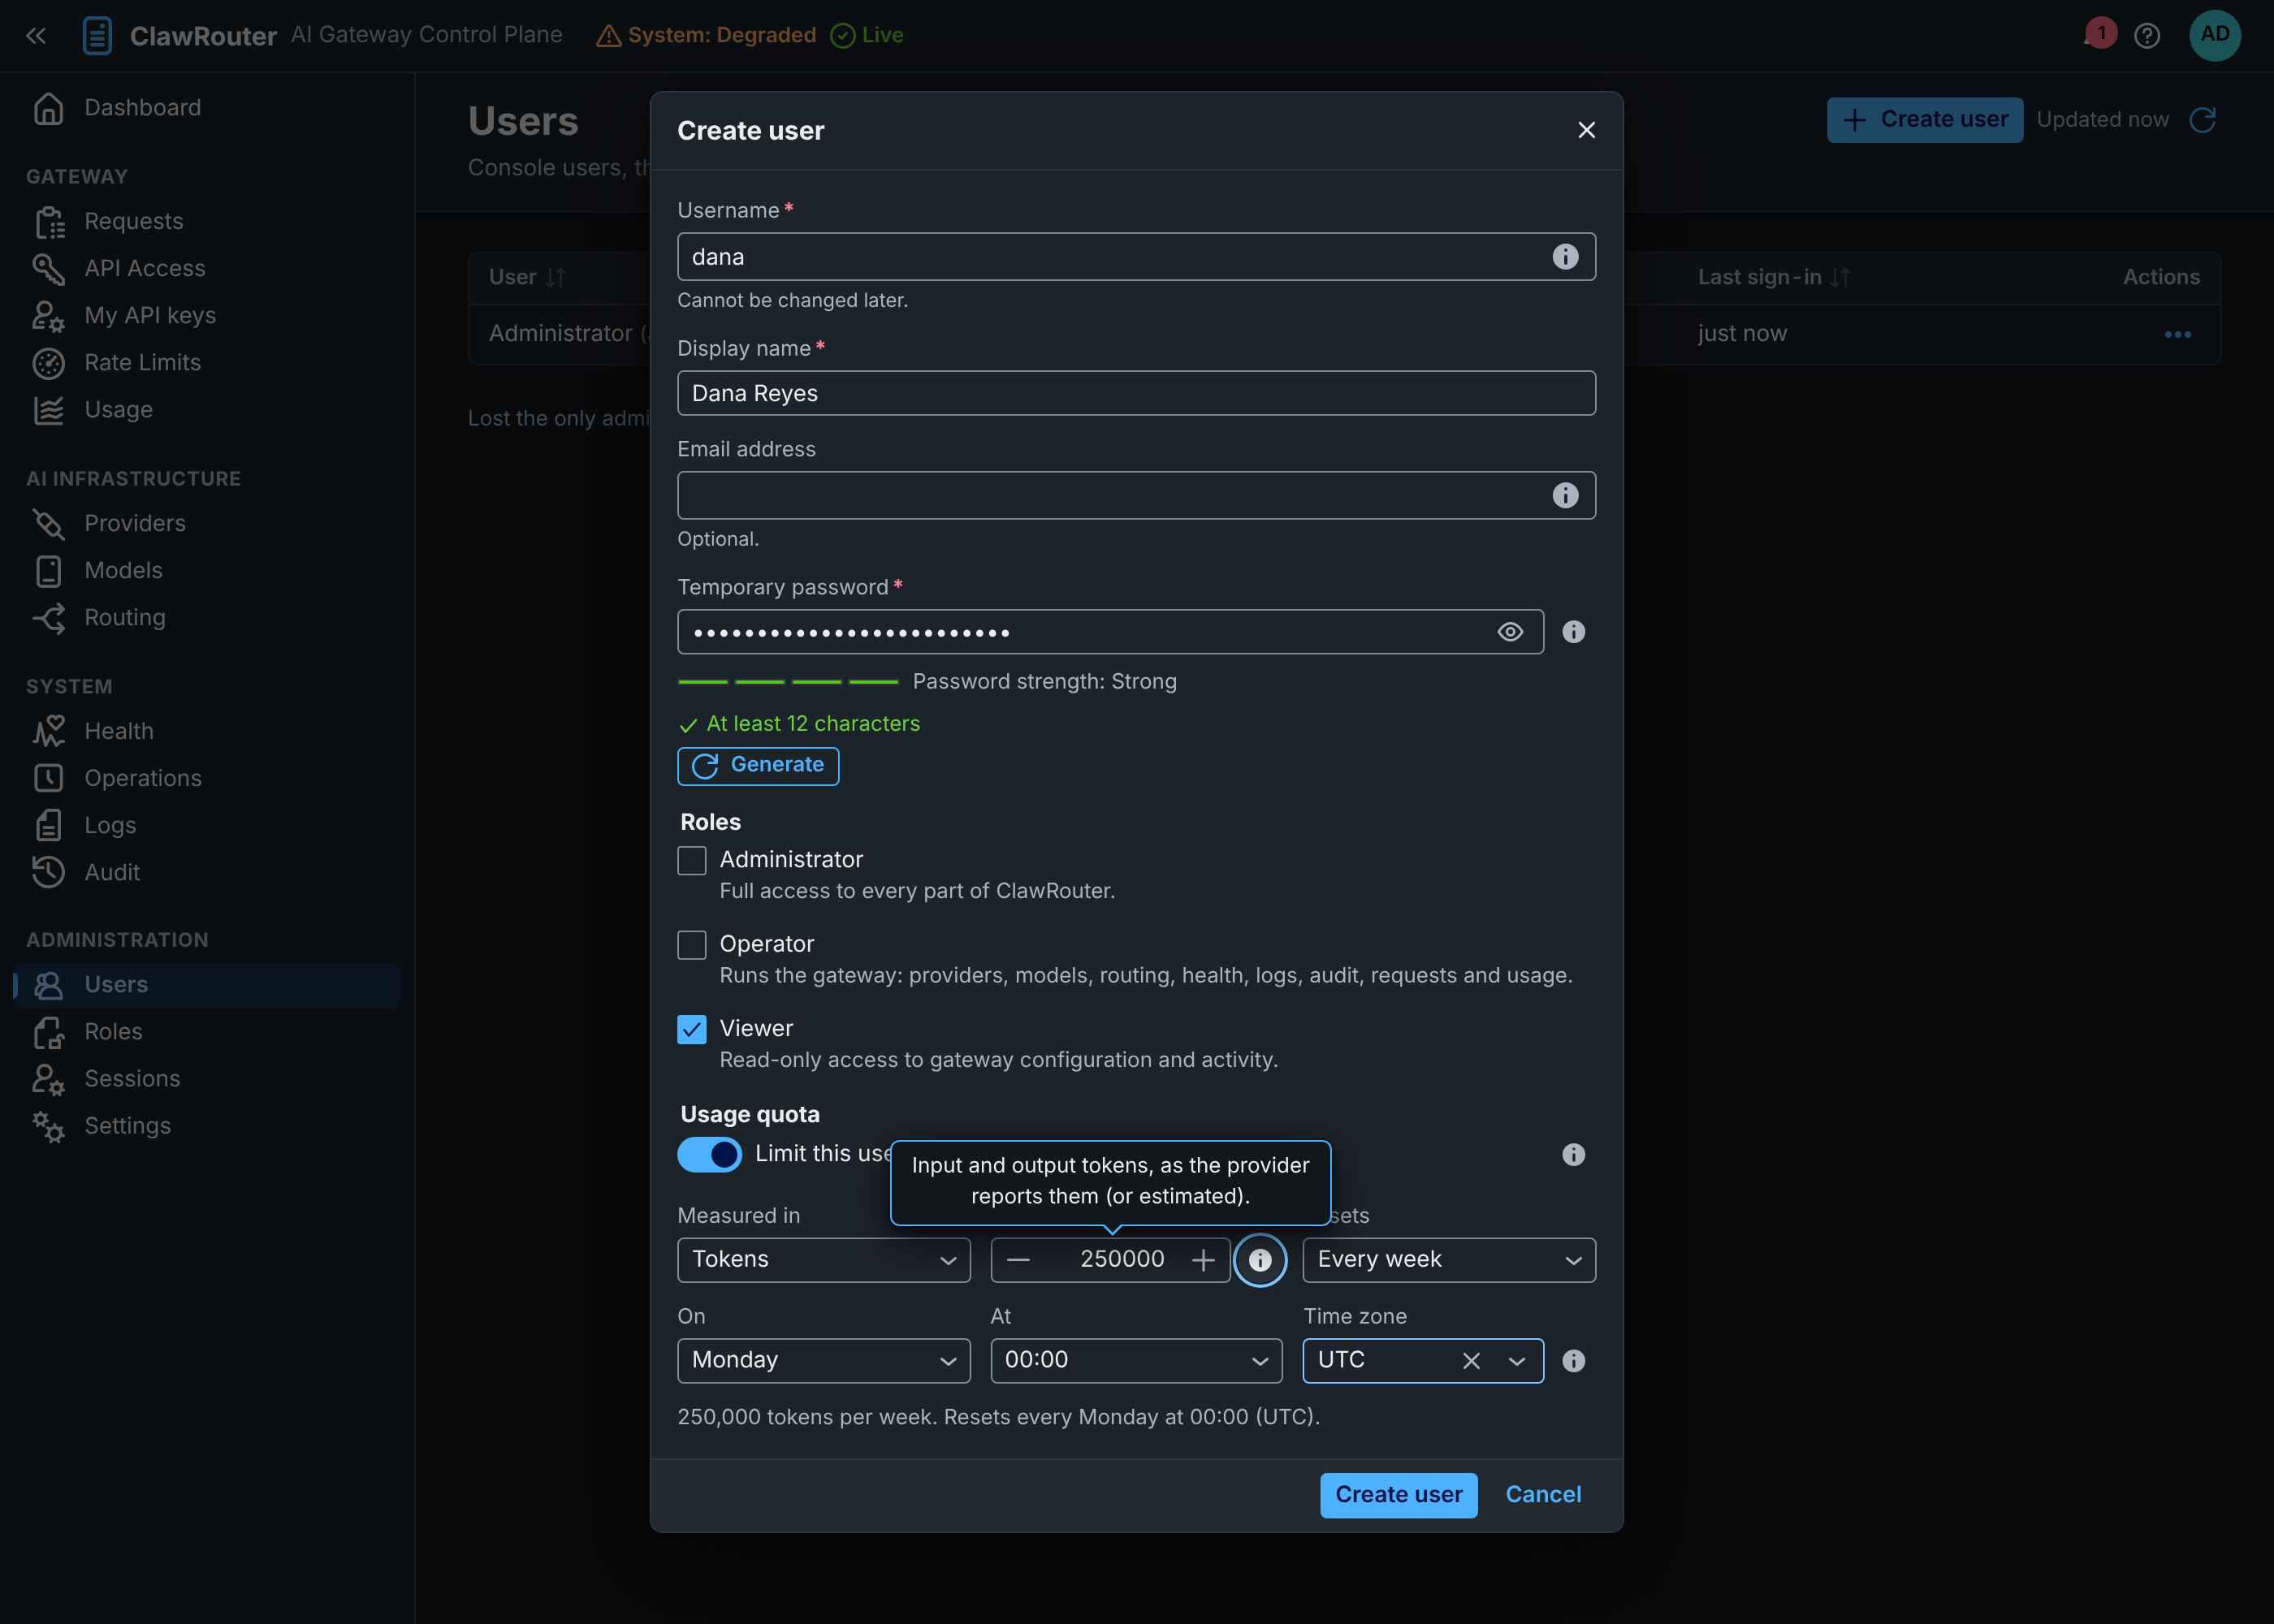 ClawRouter AI Gateway Control Plane System: Degraded Live 1 AD
Dashboard
GATEWAY
Requests
API Access
My API keys
Rate Limits
Usage
AI INFRASTRUCTURE
Providers
Models
Routing
SYSTEM
Health
Operations
Logs
Audit
ADMINISTRATION
Users
Roles
Sessions
Settings
Users
Console users,
Create user Updated now
User Last sign-in Actions
Administrator just now
Lost the only
Create user
Username *
dana
Cannot be changed later.
Display name *
Dana Reyes
Email address
Optional.
Temporary password *
•••••••••••••••••••••••••
Password strength: Strong
At least 12 characters
Generate
Roles
Administrator
Full access to every part of ClawRouter.
Operator
Runs the gateway: providers, models, routing, health, logs, audit, requests and usage.
Viewer
Read-only access to gateway configuration and activity.
Usage quota
Limit this
Input and output tokens, as the provider
reports them (or estimated).
Measured in
Tokens 250000 Every week
On At Time zone
Monday 00:00 UTC
250,000 tokens per week. Resets every Monday at 00:00 (UTC).
Create user Cancel